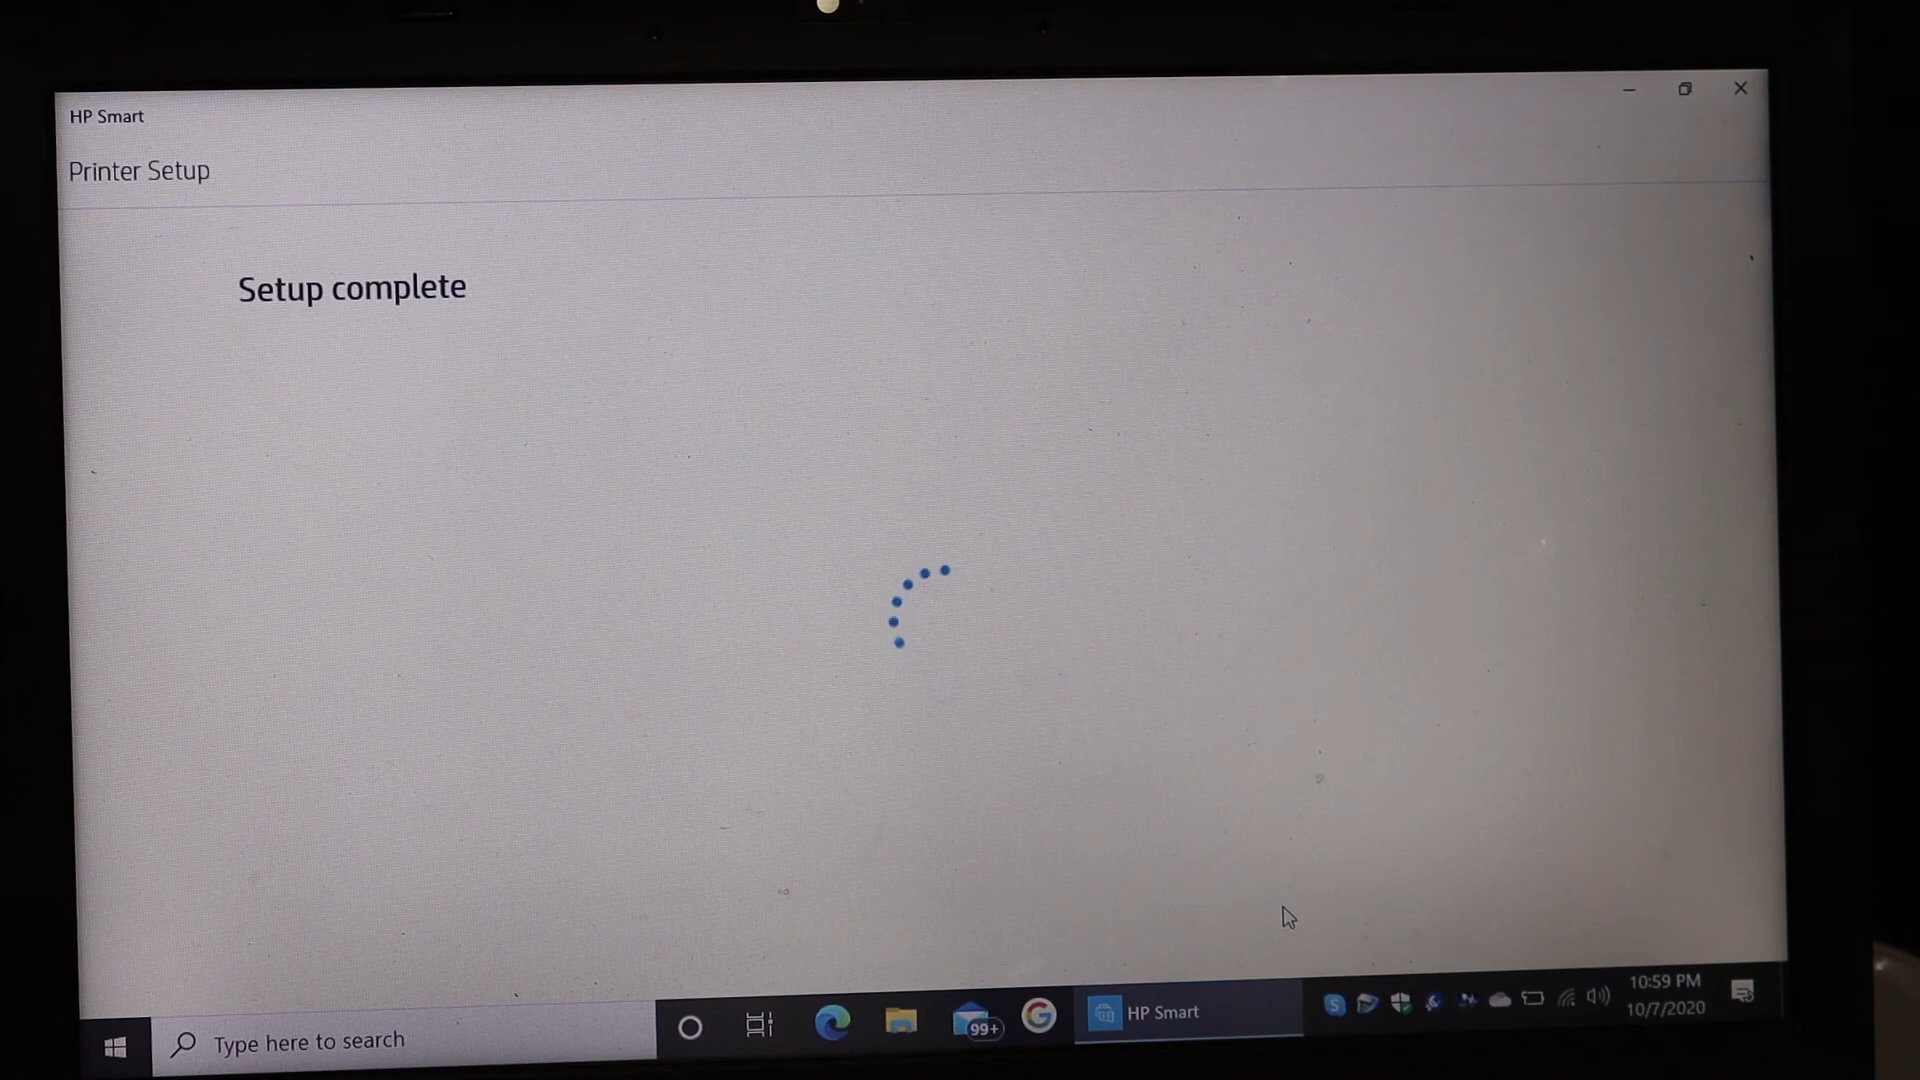 HP Smart
Printer Setup
Setup complete
Type here to search
99+
HP Smart
10:59 PM
10/7/2020